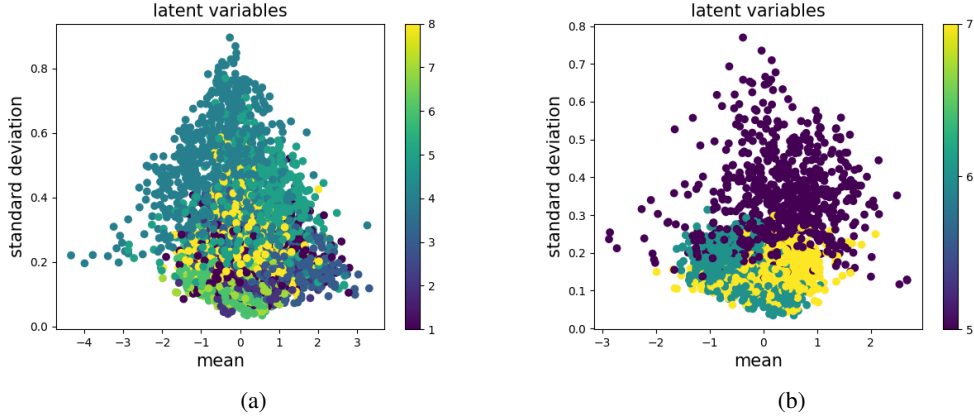 latent variables
standard deviation
0.8
0.6
0.4
0.2
0.0
−4 −3 −2 −1 0 1 2 3
mean
8
7
6
5
4
3
2
1
(a)
latent variables
standard deviation
0.8
0.7
0.6
0.5
0.4
0.3
0.2
0.1
0.0
−3 −2 −1 0 1 2
mean
7
6
5
(b)